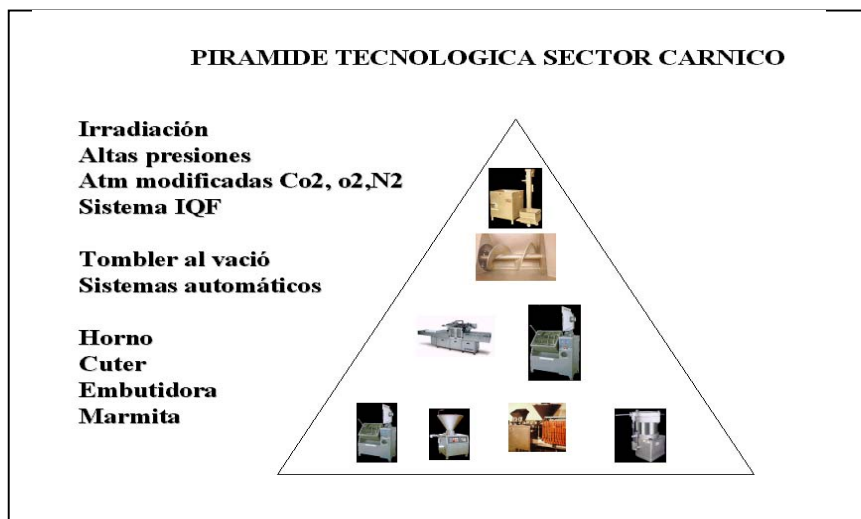 PIRAMIDE TECNOLOGICA SECTOR CARNICO
Irradiación
Altas presiones
Atm modificadas Co2, o2,N2
Sistema IQF
Tombler al vació
Sistemas automáticos
Horno
Cuter
Embutidora
Marmita